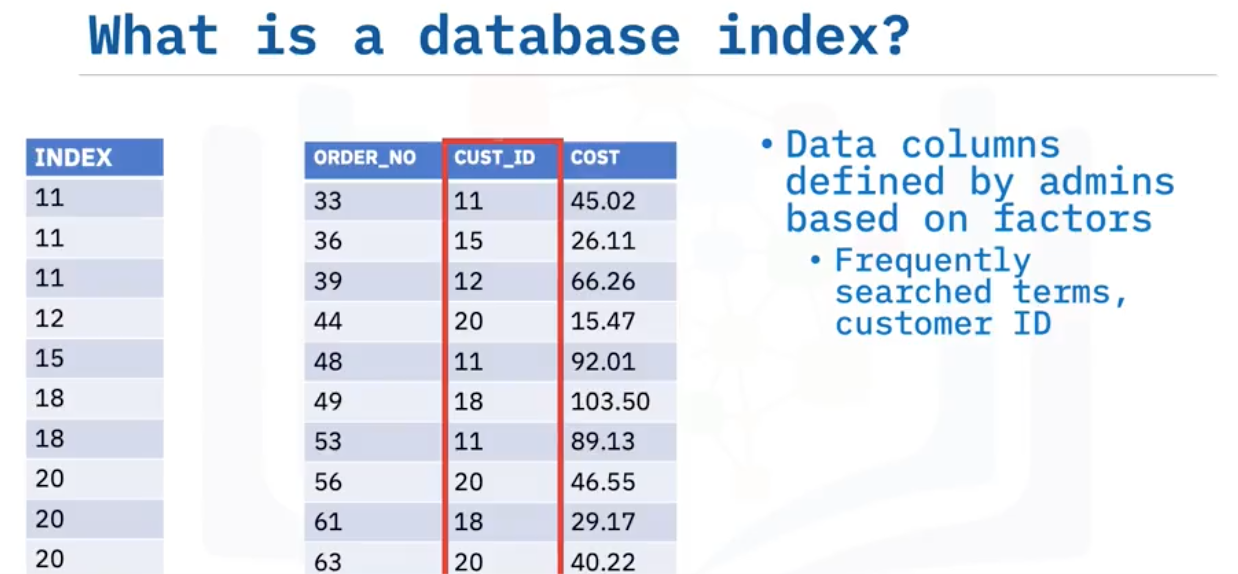 What is a database index?
INDEX
11
11
11
12
15
18
18
20
20
20
ORDER_NO CUST_ID COST
33 11 45.02
36 15 26.11
39 12 66.26
44 20 15.47
48 11 92.01
49 18 103.50
53 11 89.13
56 20 46.55
61 18 29.17
63 20 40.22
• Data columns
defined by admins
based on factors
• Frequently
searched terms,
customer ID